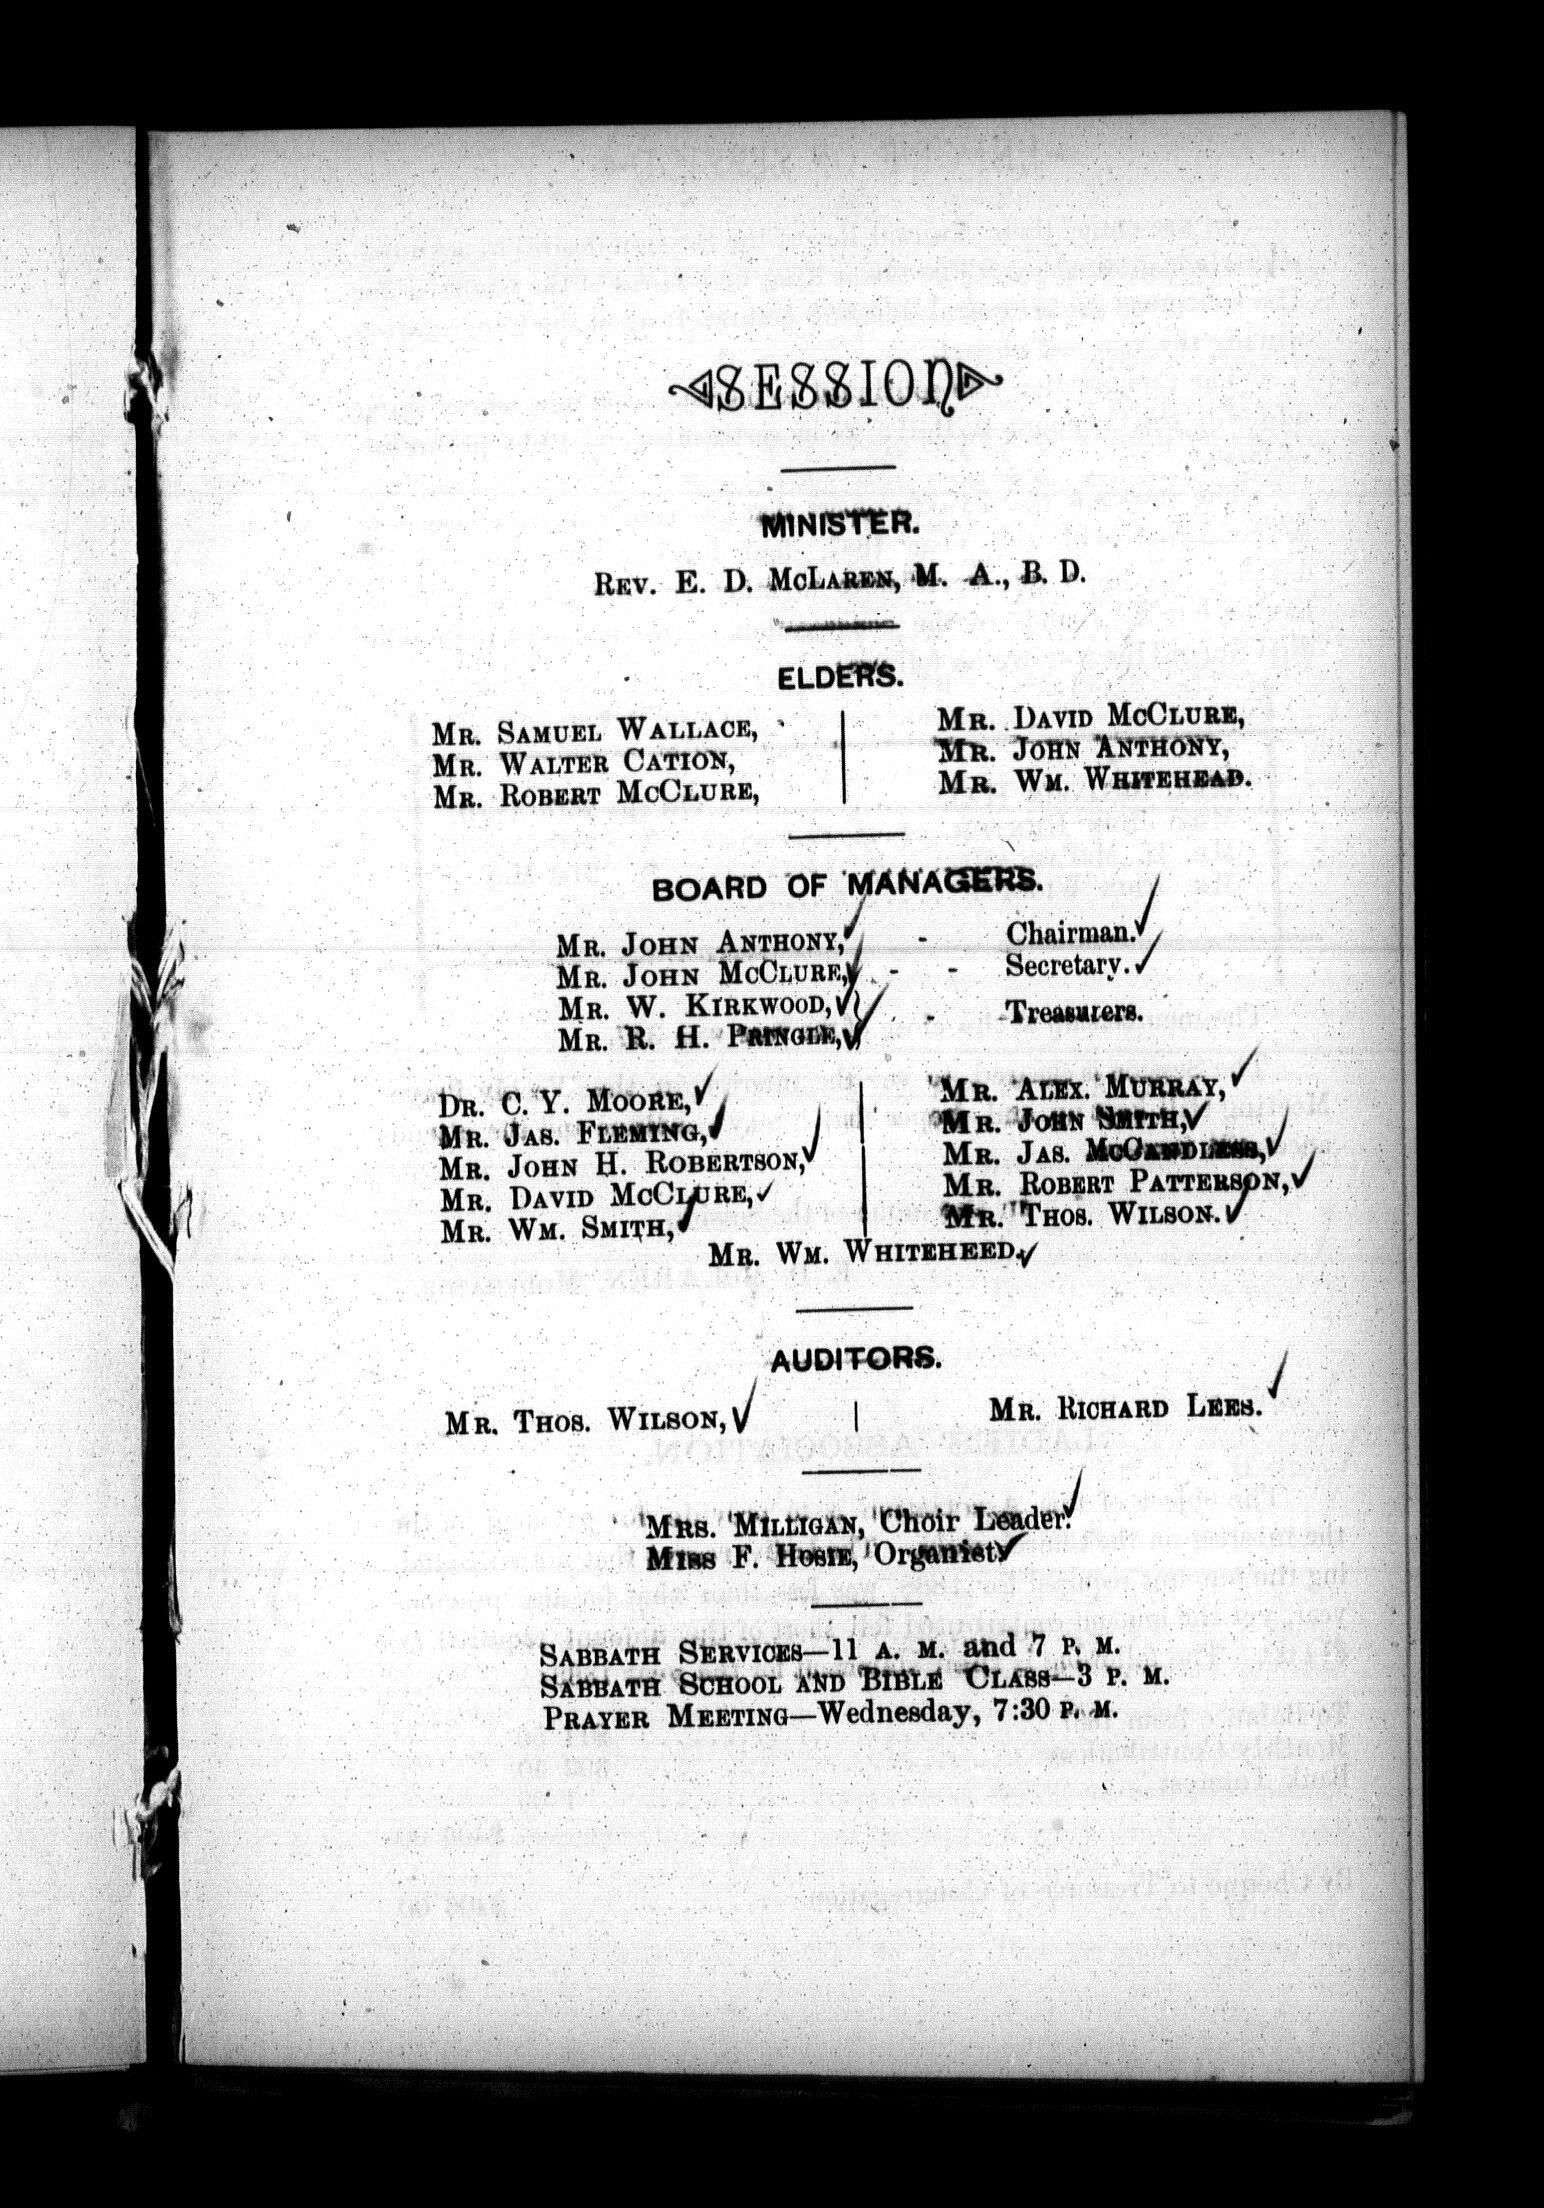 SESSION
MINISTER.
REV. E. D. MCLAREN, M. A., B. D.
ELDERS.
MR. SAMUEL WALLACE,
MR. WALTER CATION,
MR. ROBERT MCCLURE,
MR. DAVID MCCLURE,
MR. JOHN ANTHONY,
MR. WM. WHITEHEAD.
BOARD OF MANAGERS.
MR. JOHN ANTHONY, - Chairman.
MR. JOHN MCCLURE, - - Secretary.
MR. W. KIRKWOOD,
MR. R. H. PRINGLE, } - - Treasurers.
DR. C. Y. MOORE,
MR. JAS. FLEMING,
MR. JOHN H. ROBERTSON,
MR. DAVID MCCLURE,
MR. WM. SMITH,
MR. ALEX. MURRAY,
MR. JOHN SMITH,
MR. JAS. MCCANDLESS,
MR. ROBERT PATTERSON,
MR. THOS. WILSON.
MR. WM. WHITEHEED.
AUDITORS.
MR. THOS. WILSON, | MR. RICHARD LEES.
MRS. MILLIGAN, Choir Leader.
MISS F. HOSIE, Organist.
SABBATH SERVICES—11 A. M. and 7 P. M.
SABBATH SCHOOL AND BIBLE CLASS—3 P. M.
PRAYER MEETING—Wednesday, 7:30 P. M.